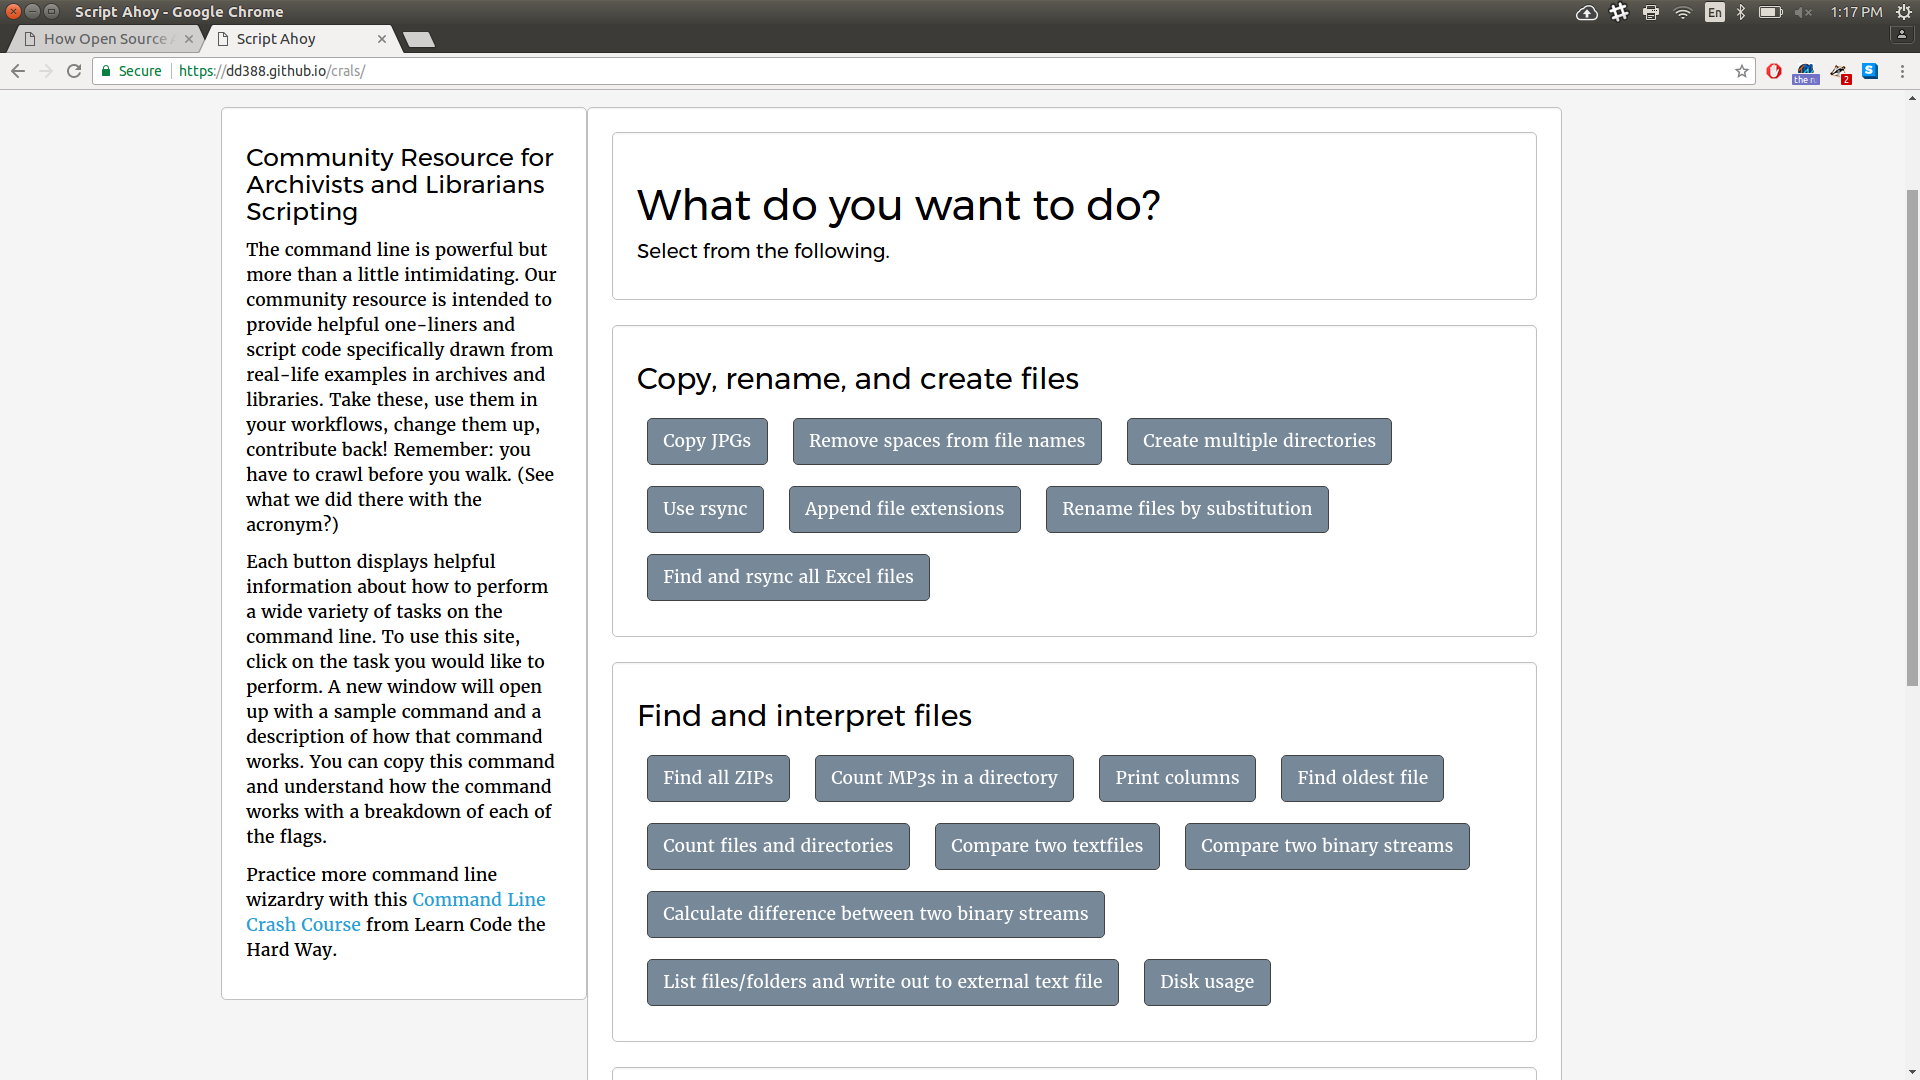 Script Ahoy - Google Chrome
En
1:17 PM
How Open Source A
Script Ahoy
Secure
https://dd388.github.io/crals/
2
S
Community Resource for
Archivists and Librarians
Scripting
The command line is powerful but
more than a little intimidating. Our
community resource is intended to
provide helpful one-liners and
script code specifically drawn from
real-life examples in archives and
libraries. Take these, use them in
your workflows, change them up,
contribute back! Remember: you
have to crawl before you walk. (See
what we did there with the
acronym?)
Each button displays helpful
information about how to perform
a wide variety of tasks on the
command line. To use this site,
click on the task you would like to
perform. A new window will open
up with a sample command and a
description of how that command
works. You can copy this command
and understand how the command
works with a breakdown of each of
the flags.
Practice more command line
wizardry with this Command Line
Crash Course from Learn Code the
Hard Way.
What do you want to do?
Select from the following.
Copy, rename, and create files
Copy JPGs
Remove spaces from file names
Create multiple directories
Use rsync
Append file extensions
Rename files by substitution
Find and rsync all Excel files
Find and interpret files
Find all ZIPs
Count MP3s in a directory
Print columns
Find oldest file
Count files and directories
Compare two textfiles
Compare two binary streams
Calculate difference between two binary streams
List files/folders and write out to external text file
Disk usage